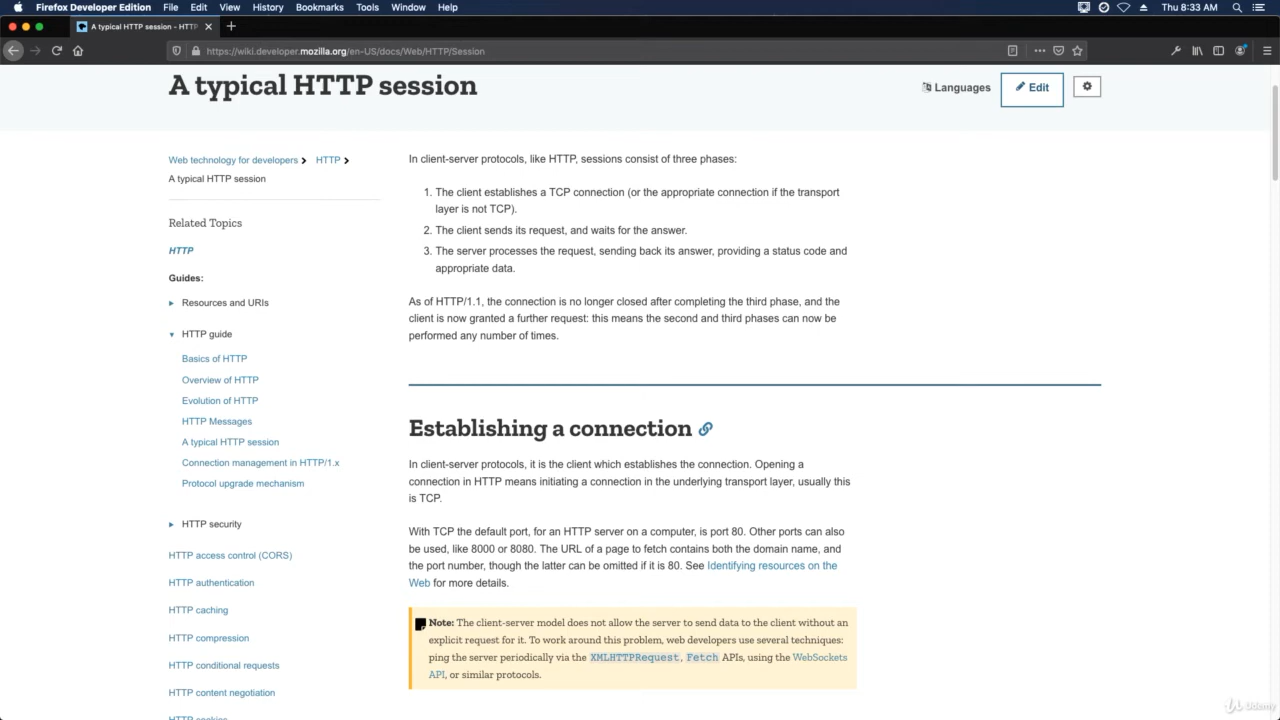 Firefox Developer Edition File Edit View History Bookmarks Tools Window Help Thu 8:33 AM
A typical HTTP session - HTTP
https://wiki.developer.mozilla.org/en-US/docs/Web/HTTP/Session
A typical HTTP session
Languages
Edit
Web technology for developers
HTTP
A typical HTTP session
Related Topics
HTTP
Guides:
Resources and URIs
HTTP guide
Basics of HTTP
Overview of HTTP
Evolution of HTTP
HTTP Messages
A typical HTTP session
Connection management in HTTP/1.x
Protocol upgrade mechanism
HTTP security
HTTP access control (CORS)
HTTP authentication
HTTP caching
HTTP compression
HTTP conditional requests
HTTP content negotiation
HTTP cookies
In client-server protocols, like HTTP, sessions consist of three phases:
1. The client establishes a TCP connection (or the appropriate connection if the transport
layer is not TCP).
2. The client sends its request, and waits for the answer.
3. The server processes the request, sending back its answer, providing a status code and
appropriate data.
As of HTTP/1.1, the connection is no longer closed after completing the third phase, and the
client is now granted a further request: this means the second and third phases can now be
performed any number of times.
Establishing a connection
In client-server protocols, it is the client which establishes the connection. Opening a
connection in HTTP means initiating a connection in the underlying transport layer, usually this
is TCP.
With TCP the default port, for an HTTP server on a computer, is port 80. Other ports can also
be used, like 8000 or 8080. The URL of a page to fetch contains both the domain name, and
the port number, though the latter can be omitted if it is 80. See Identifying resources on the
Web for more details.
Note: The client-server model does not allow the server to send data to the client without an
explicit request for it. To work around this problem, web developers use several techniques:
ping the server periodically via the XMLHTTPRequest, Fetch APIs, using the WebSockets
API, or similar protocols.
Udemy